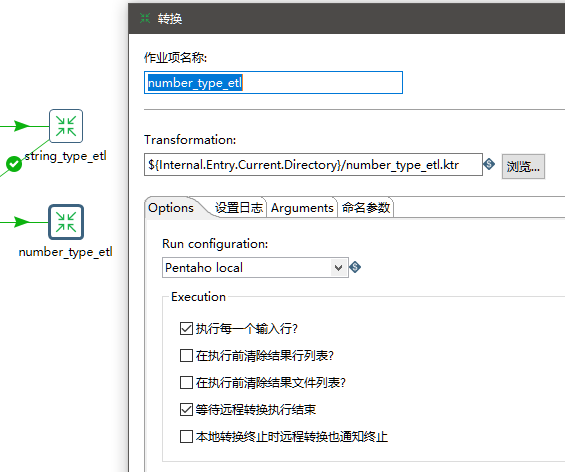 转换
作业项名称:
number_type_etl
string_type_etl
Transformation:
${Internal.Entry.Current.Directory}/number_type_etl.ktr
浏览...
Options
设置日志
Arguments
命名参数
number_type_etl
Run configuration:
Pentaho local
Execution
执行每一个输入行?
在执行前清除结果行列表?
在执行前清除结果文件列表?
等待远程转换执行结束
本地转换终止时远程转换也通知终止